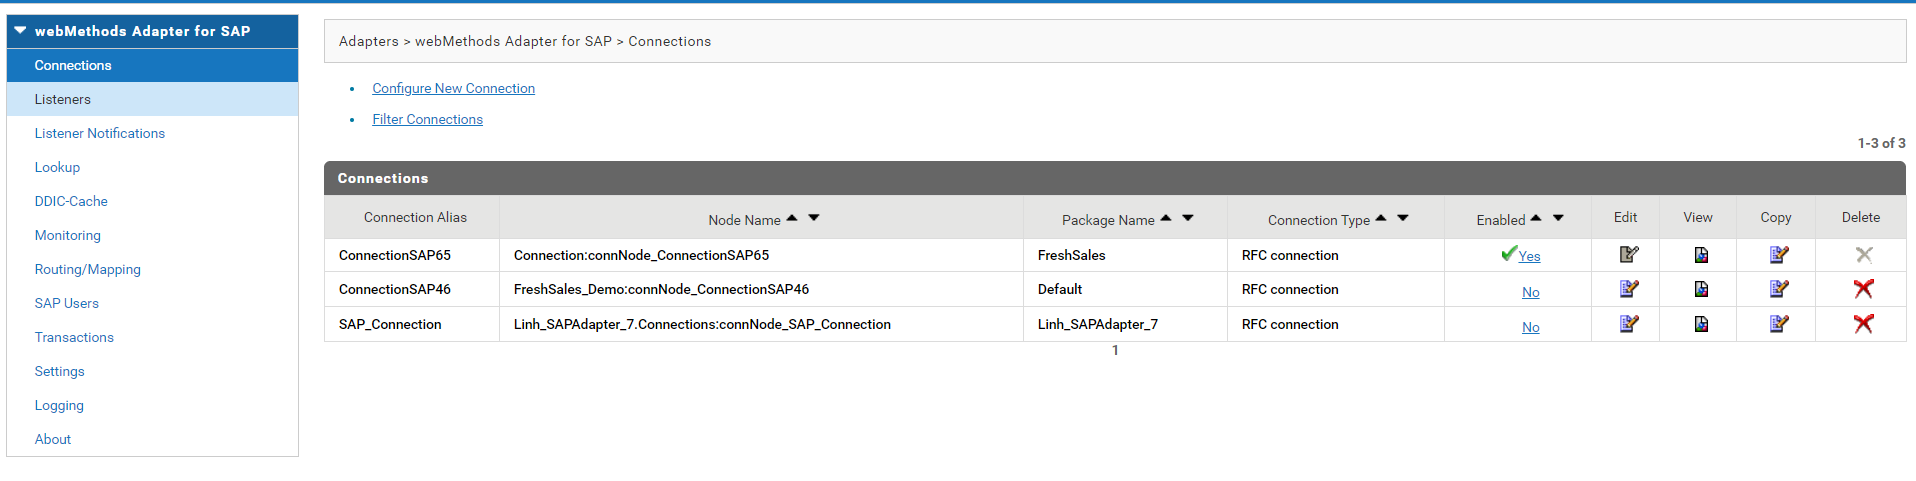 webMethods Adapter for SAP
Connections
Listeners
Listener Notifications
Lookup
DDIC-Cache
Monitoring
Routing/Mapping
SAP Users
Transactions
Settings
Logging
About
Adapters > webMethods Adapter for SAP > Connections
Configure New Connection
Filter Connections
1-3 of 3
Connections
Connection Alias Node Name Package Name Connection Type Enabled Edit View Copy Delete
ConnectionSAP65 Connection:connNode_ConnectionSAP65 FreshSales RFC connection Yes
ConnectionSAP46 FreshSales_Demo:connNode_ConnectionSAP46 Default RFC connection No
SAP_Connection Linh_SAPAdapter_7.Connections:connNode_SAP_Connection Linh_SAPAdapter_7 RFC connection No
1